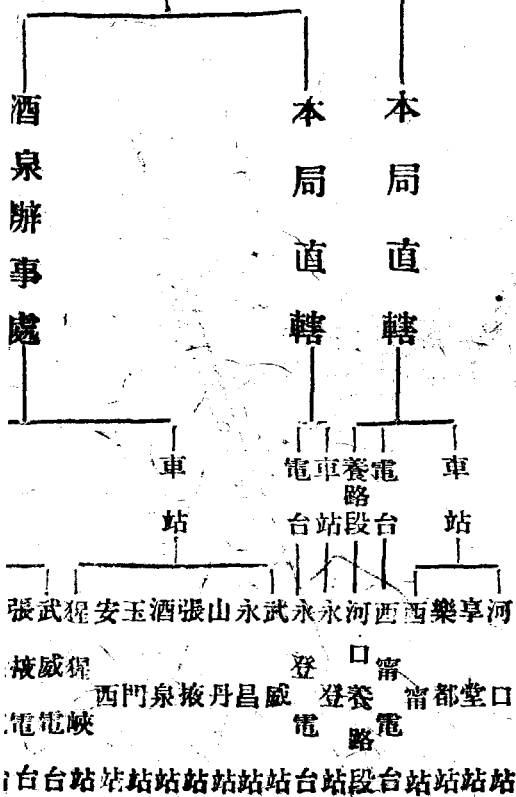 本局直轄
本局直轄
酒泉辦事處
車站
電台
養路段
車站
電台
車站
河口站
享堂站
樂都站
西甯站
西甯電台
河口養路段
永登站
永登電台
武威站
永昌站
山丹站
張掖站
酒泉站
玉門站
安西站
猩猩峽站
武威電台
張掖電台